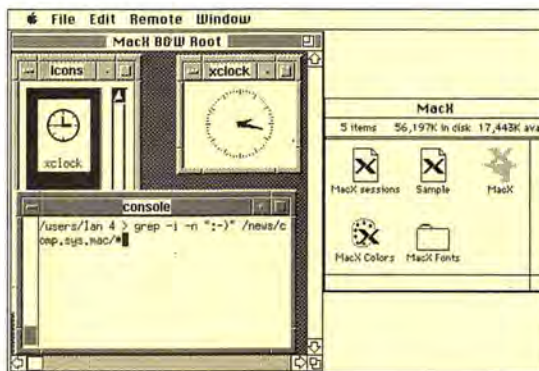 File Edit Remote Window
MacX B&W Root
Icons
xclock
xclock
console
/users/Ian 4 > grep -i -n ":-)" /news/c
omp.sys.mac/*
MacX
5 items 56,197K in disk 17,443K ava
MacX sessions
Sample
MacX
MacX Colors
MacX Fonts